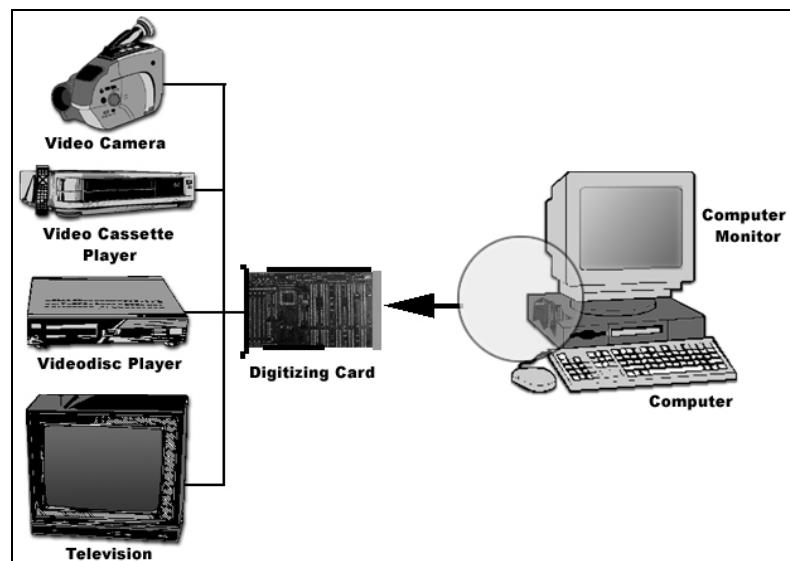 Video Camera
Video Cassette
Player
Videodisc Player
Television
Digitizing Card
Computer
Monitor
Computer